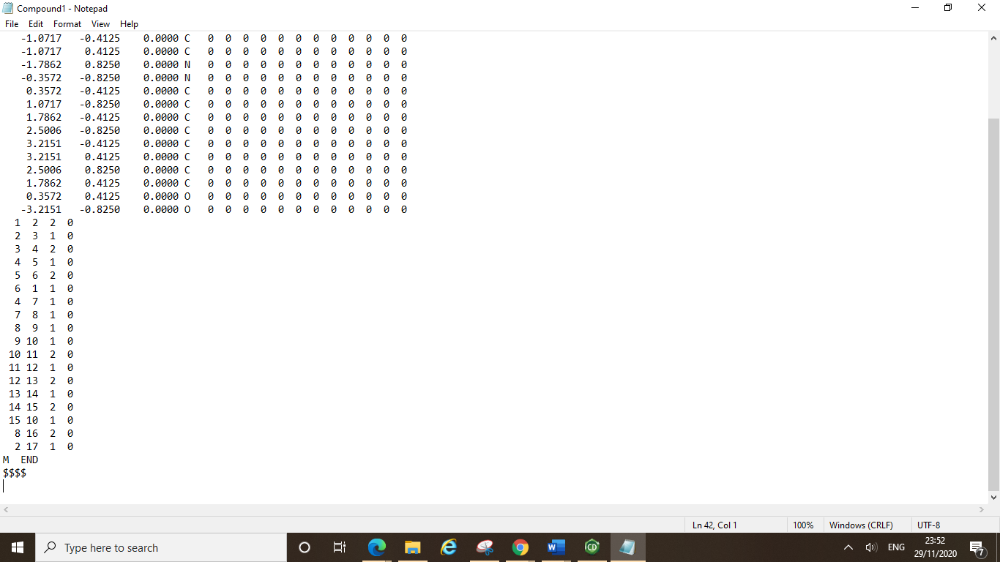 Compound1 - Notepad
File Edit Format View Help
-1.0717 -0.4125 0.0000 C 0 0 0 0 0 0 0 0 0 0 0 0
-1.0717 0.4125 0.0000 C 0 0 0 0 0 0 0 0 0 0 0 0
-1.7862 0.8250 0.0000 N 0 0 0 0 0 0 0 0 0 0 0 0
-0.3572 -0.8250 0.0000 N 0 0 0 0 0 0 0 0 0 0 0 0
0.3572 -0.4125 0.0000 C 0 0 0 0 0 0 0 0 0 0 0 0
1.0717 -0.8250 0.0000 C 0 0 0 0 0 0 0 0 0 0 0 0
1.7862 -0.4125 0.0000 C 0 0 0 0 0 0 0 0 0 0 0 0
2.5006 -0.8250 0.0000 C 0 0 0 0 0 0 0 0 0 0 0 0
3.2151 -0.4125 0.0000 C 0 0 0 0 0 0 0 0 0 0 0 0
3.2151 0.4125 0.0000 C 0 0 0 0 0 0 0 0 0 0 0 0
2.5006 0.8250 0.0000 C 0 0 0 0 0 0 0 0 0 0 0 0
1.7862 0.4125 0.0000 C 0 0 0 0 0 0 0 0 0 0 0 0
0.3572 0.4125 0.0000 O 0 0 0 0 0 0 0 0 0 0 0 0
-3.2151 -0.8250 0.0000 O 0 0 0 0 0 0 0 0 0 0 0 0
1 2 2 0
2 3 1 0
3 4 2 0
4 5 1 0
5 6 2 0
6 1 1 0
4 7 1 0
7 8 1 0
8 9 1 0
9 10 1 0
10 11 2 0
11 12 1 0
12 13 2 0
13 14 1 0
14 15 2 0
15 10 1 0
8 16 2 0
2 17 1 0
M END
$$$$
Ln 42, Col 1 100% Windows (CRLF) UTF-8
Type here to search
ENG
23:52
29/11/2020
7